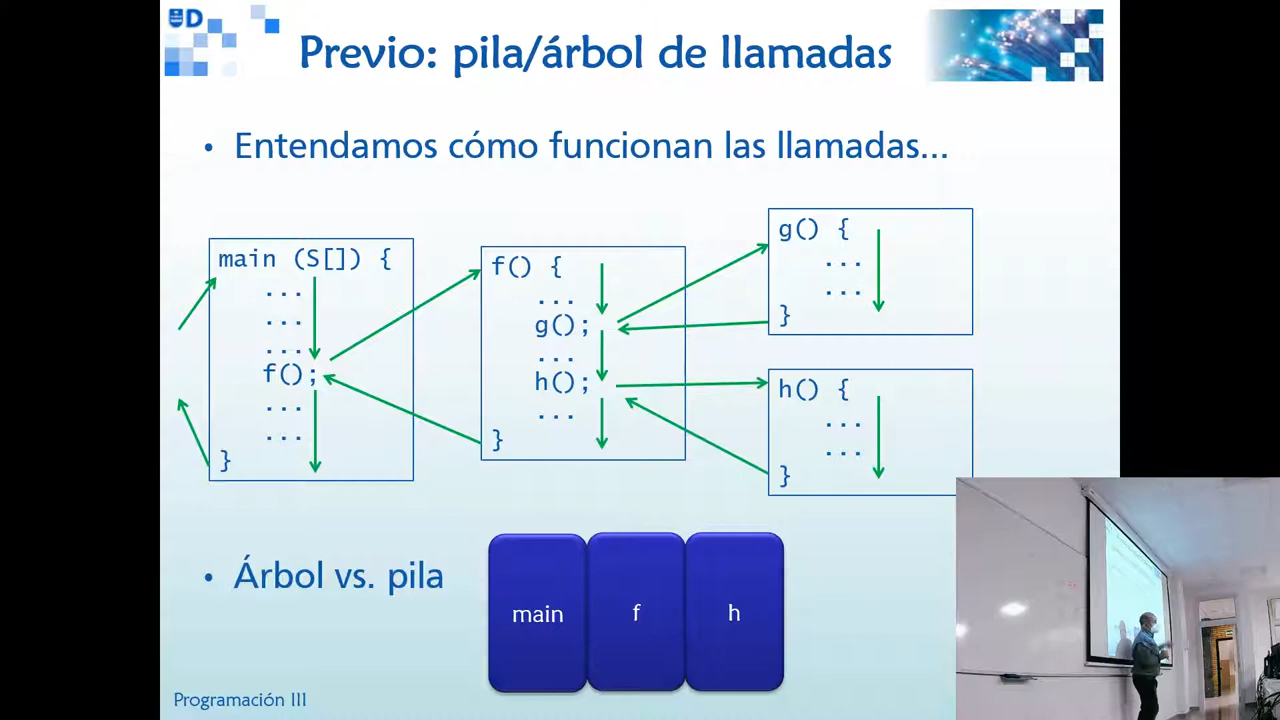 D
Previo: pila/árbol de llamadas
• Entendamos cómo funcionan las llamadas...
main (S[]) {
...
...
...
f();
...
...
}
f() {
...
g();
...
h();
...
}
g() {
...
...
}
h() {
...
...
}
• Árbol vs. pila
main
f
h
Programación III